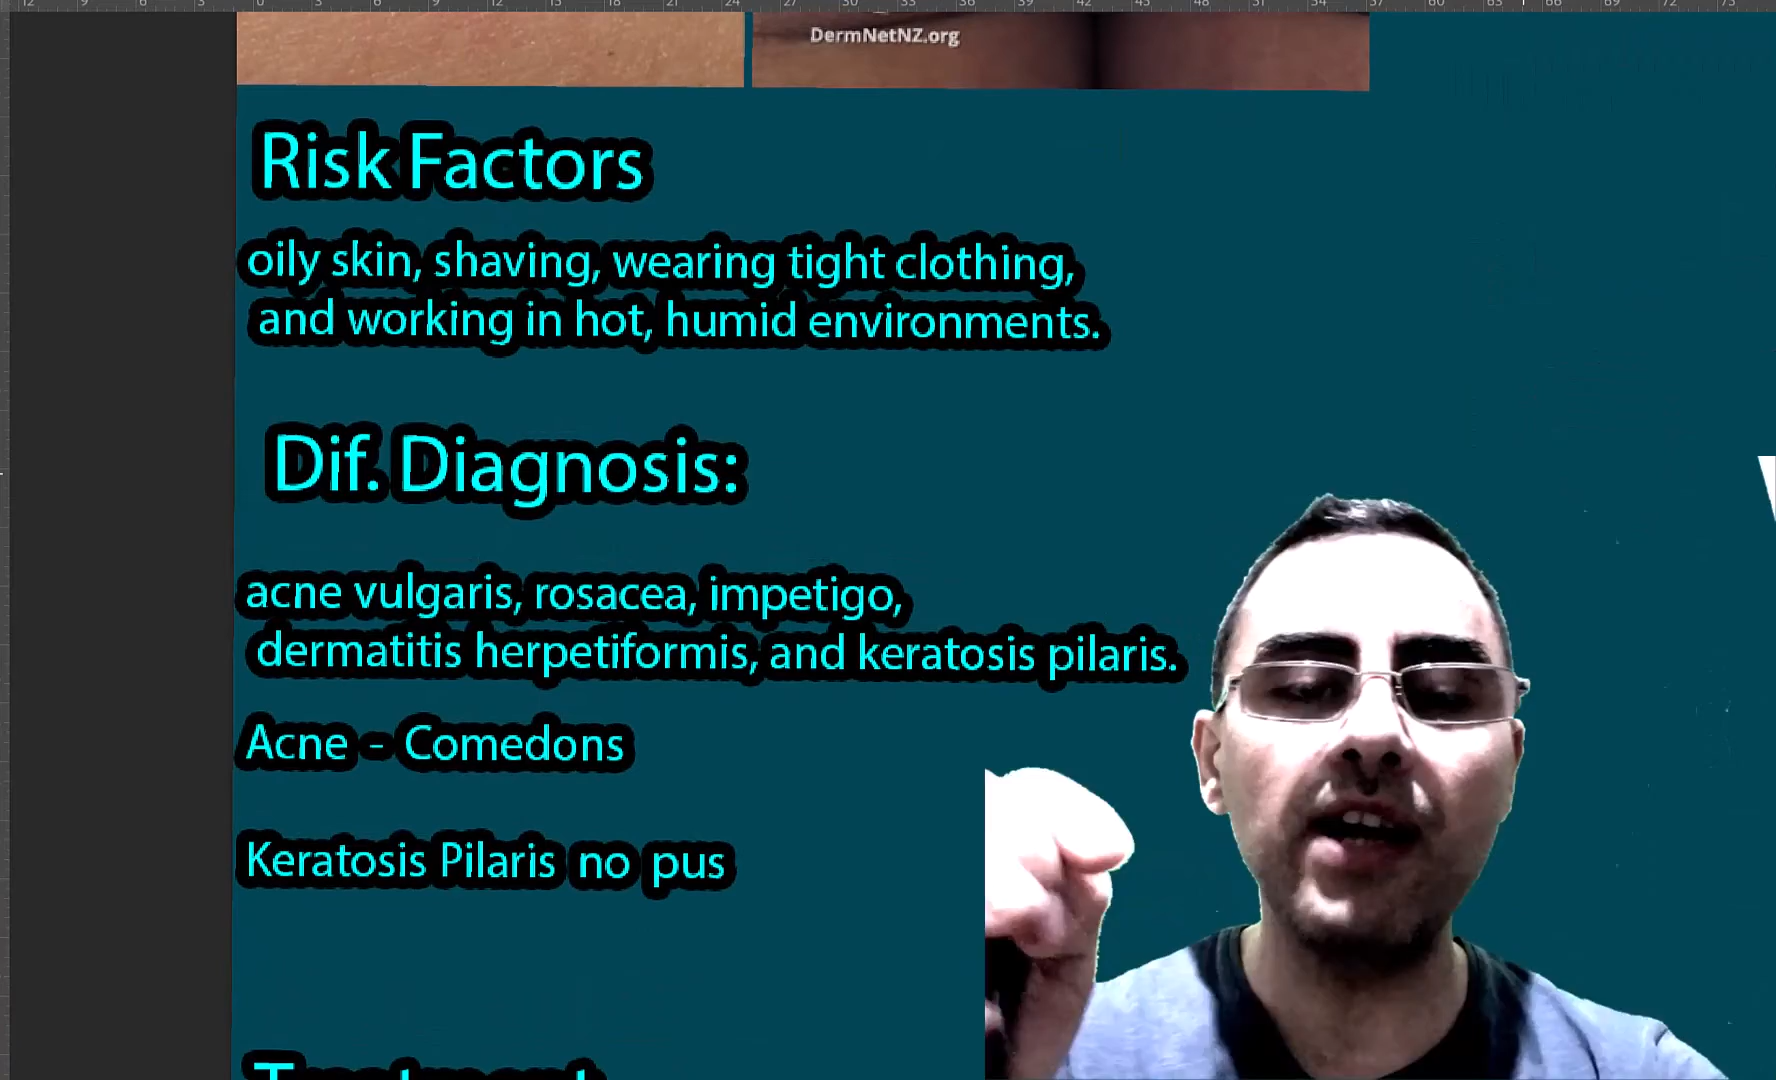 DermNetNZ.org
Risk Factors
oily skin, shaving, wearing tight clothing,
and working in hot, humid environments.
Dif. Diagnosis:
acne vulgaris, rosacea, impetigo,
dermatitis herpetiformis, and keratosis pilaris.
Acne - Comedons
Keratosis Pilaris no pus